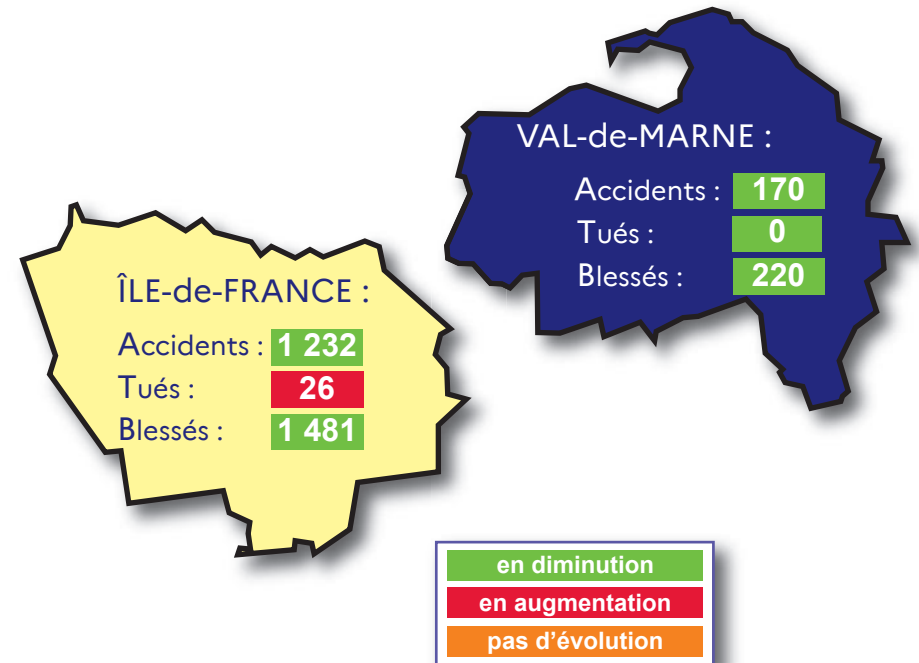 VAL-de-MARNE :
Accidents : 170
Tués : 0
Blessés : 220
ÎLE-de-FRANCE :
Accidents : 1 232
Tués : 26
Blessés : 1 481
en diminution
en augmentation
pas d'évolution